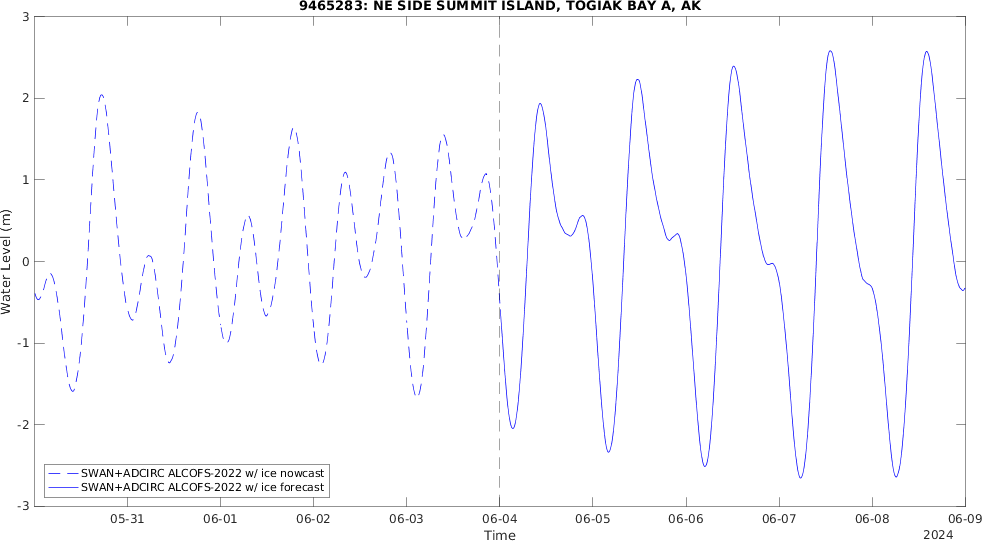 9465283: NE SIDE SUMMIT ISLAND, TOGIAK BAY A, AK
3
2
1
0
-1
-2
-3
Water Level (m)
SWAN+ADCIRC ALCOFS-2022 w/ ice nowcast
SWAN+ADCIRC ALCOFS-2022 w/ ice forecast
05-31 06-01 06-02 06-03 06-04 06-05 06-06 06-07 06-08 06-09
Time
2024